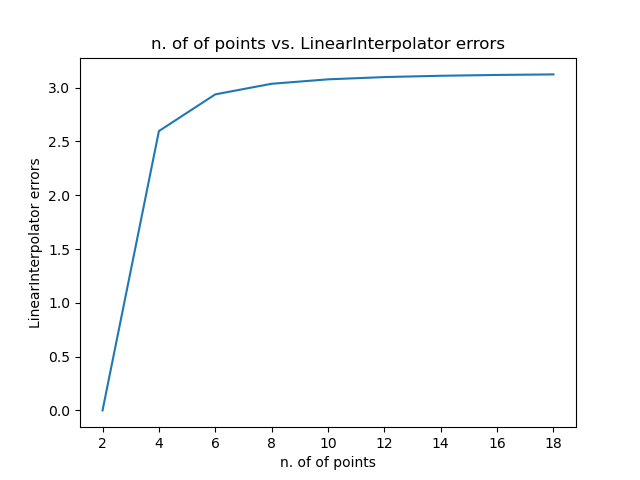 n. of of points vs. LinearInterpolator errors
3.0
2.5
2.0
1.5
1.0
0.5
0.0
LinearInterpolator errors
2 4 6 8 10 12 14 16 18
n. of of points